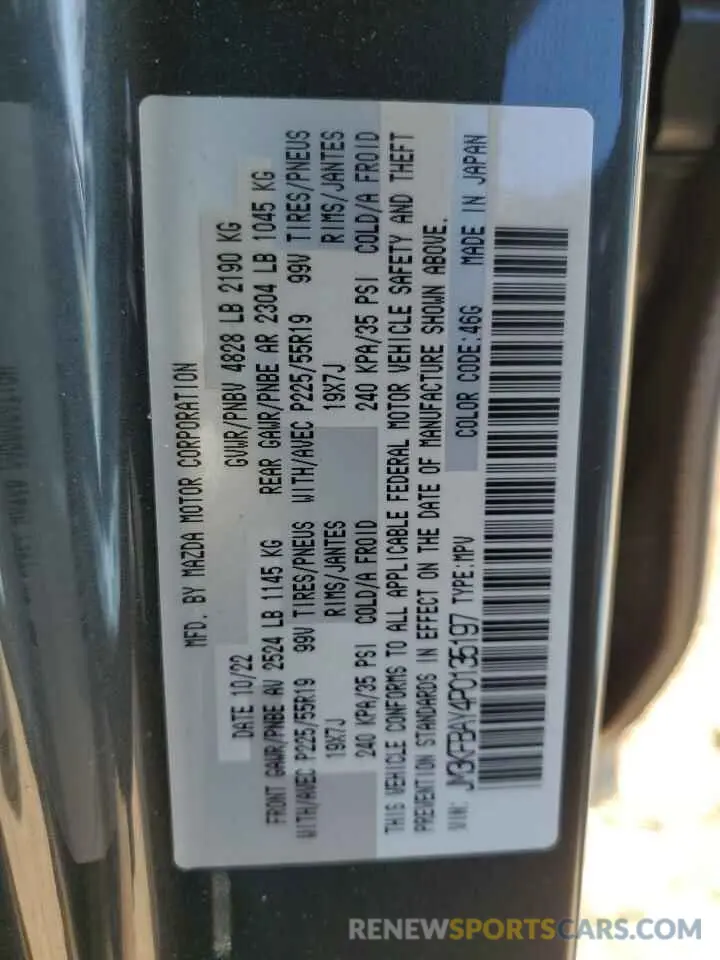 MFD. BY MAZDA MOTOR CORPORATION
DATE 10/22 GVWR/PNBV 4828 LB 2190 KG
FRONT GAWR/PNBE AV 2524 LB 1145 KG REAR GAWR/PNBE AR 2304 LB 1045 KG
WITH/AVEC P225/55R19 99V TIRES/PNEUS WITH/AVEC P225/55R19 99V TIRES/PNEUS
19X7J RIMS/JANTES 19X7J RIMS/JANTES
240 KPA/35 PSI COLD/A FROID 240 KPA/35 PSI COLD/A FROID
THIS VEHICLE CONFORMS TO ALL APPLICABLE FEDERAL MOTOR VEHICLE SAFETY AND THEFT
PREVENTION STANDARDS IN EFFECT ON THE DATE OF MANUFACTURE SHOWN ABOVE.
VIN: JM3KFBAY4P0135197 TYPE:MPV COLOR CODE:46G MADE IN JAPAN
RENEWSPORTSCARS.COM